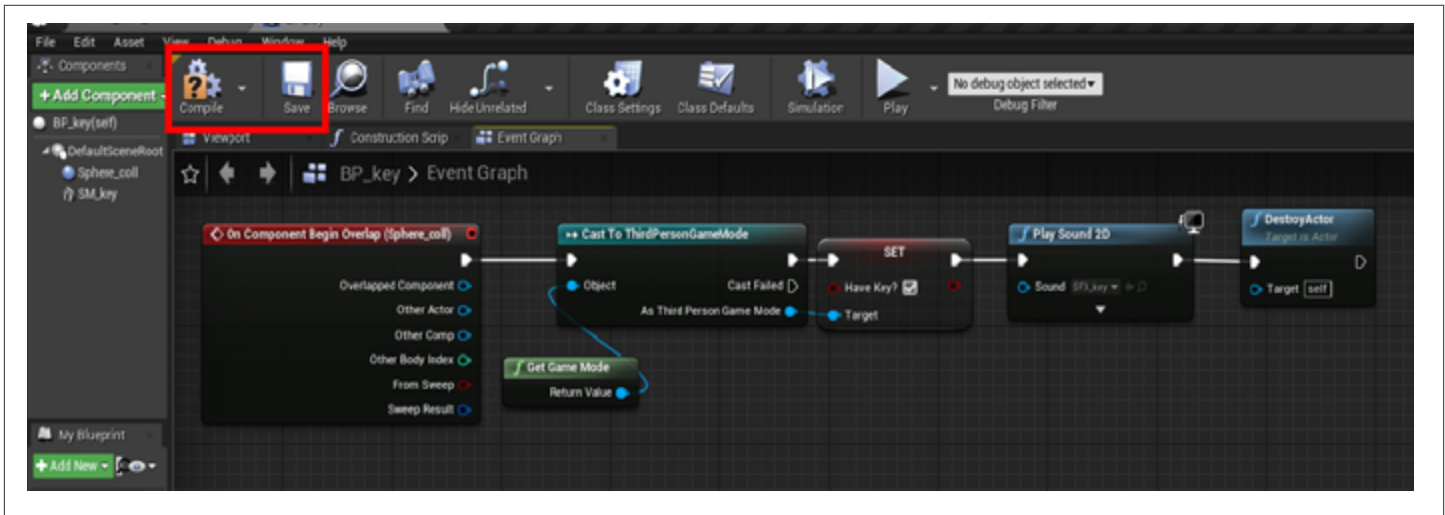 File Edit Asset View Debug Window Help
Components
+Add Component
BP_key(self)
DefaultSceneRoot
Sphere_coll
SM_key
Compile
Save
Browse
Find
HideUnrelated
Class Settings
Class Defaults
Simulation
Play
No debug object selected
Debug Filter
Viewport
Construction Scrip
Event Graph
BP_key > Event Graph
On Component Begin Overlap (Sphere_coll)
Overlapped Component
Other Actor
Other Comp
Other Body Index
From Sweep
Sweep Result
Cast To ThirdPersonGameMode
Object
Cast Failed
As Third Person Game Mode
Get Game Mode
Return Value
SET
Have Key?
Target
Play Sound 2D
Sound SFX_key
DestroyActor
Target is Actor
Target self
My Blueprint
+Add New